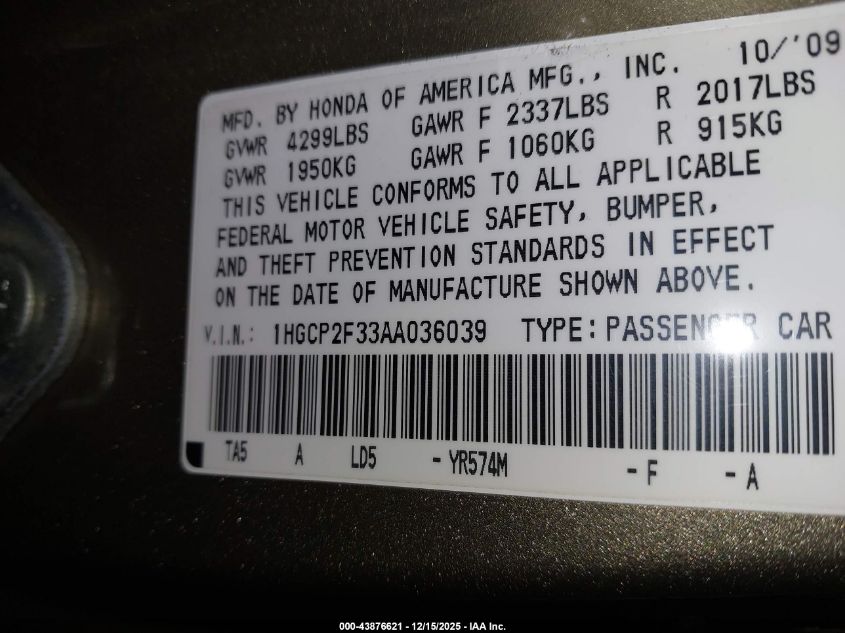 MFD. BY HONDA OF AMERICA MFG., INC. 10/'09
GVWR 4299LBS GAWR F 2337LBS R 2017LBS
GVWR 1950KG GAWR F 1060KG R 915KG
THIS VEHICLE CONFORMS TO ALL APPLICABLE
FEDERAL MOTOR VEHICLE SAFETY, BUMPER,
AND THEFT PREVENTION STANDARDS IN EFFECT
ON THE DATE OF MANUFACTURE SHOWN ABOVE.
V.I.N.: 1HGCP2F33AA036039 TYPE:PASSENGER CAR
TA5 A LD5 -YR574M -F -A
000-43876621 - 12/15/2025 - IAA Inc.